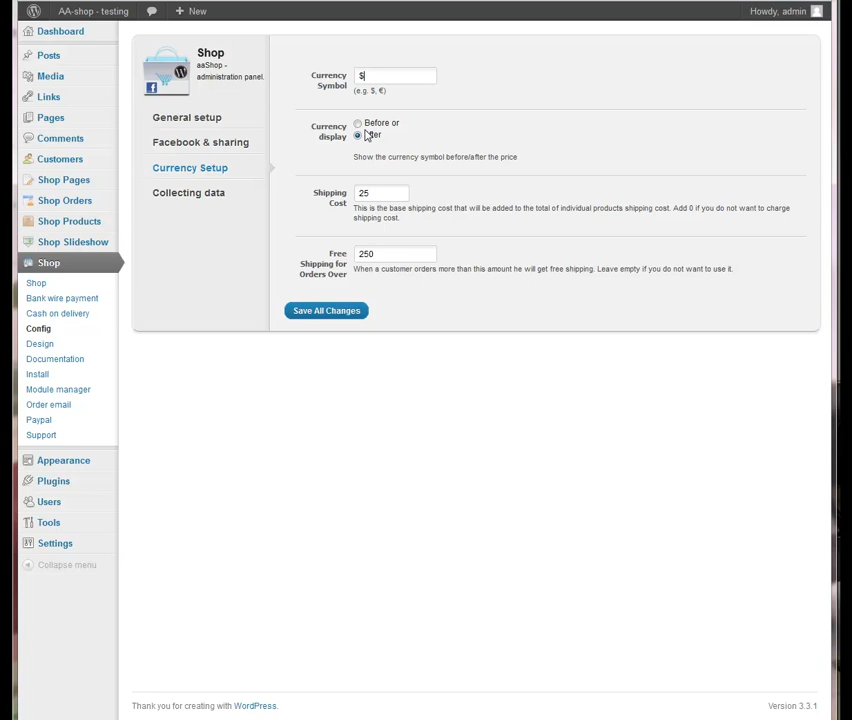 AA-shop - testing
New
Howdy, admin
Dashboard
Posts
Media
Links
Pages
Comments
Customers
Shop Pages
Shop Orders
Shop Products
Shop Slideshow
Shop
Shop
Bank wire payment
Cash on delivery
Config
Design
Documentation
Install
Module manager
Order email
Paypal
Support
Appearance
Plugins
Users
Tools
Settings
Collapse menu
Shop
aaShop -
administration panel.
General setup
Facebook & sharing
Currency Setup
Collecting data
Currency
Symbol
$
(e.g. $, €)
Currency
display
Before or
Show the currency symbol before/after the price
Shipping
Cost
25
This is the base shipping cost that will be added to the total of individual products shipping cost. Add 0 if you do not want to charge
shipping cost.
Free
Shipping for
Orders Over
250
When a customer orders more than this amount he will get free shipping. Leave empty if you do not want to use it.
Save All Changes
Thank you for creating with WordPress.
Version 3.3.1